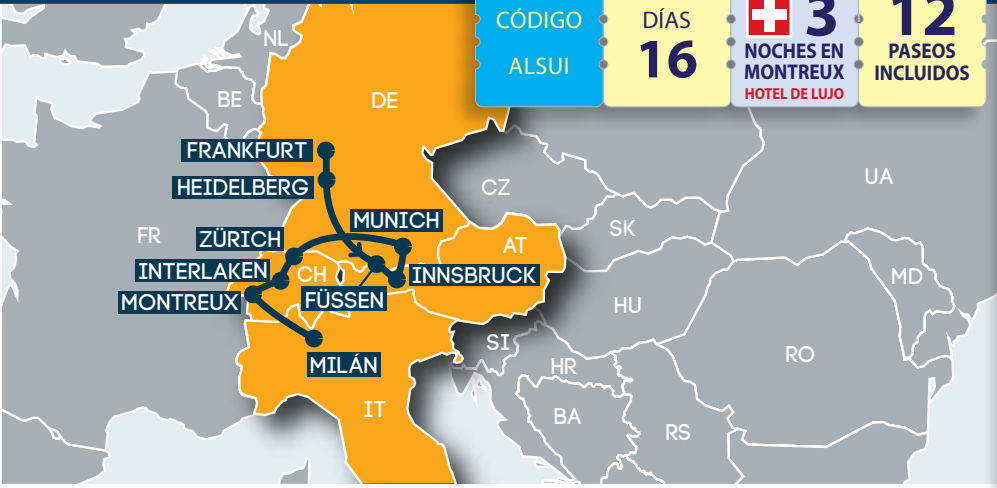 CÓDIGO
ALSUI
DÍAS
16
3
NOCHES EN
MONTREUX
HOTEL DE LUJO
12
PASEOS
INCLUIDOS
NL
BE
DE
FRANKFURT
HEIDELBERG
CZ
UA
MUNICH
SK
FR
ZÜRICH
AT
INTERLAKEN
CH
INNSBRUCK
MD
MONTREUX
FÜSSEN
HU
SI
RO
MILÁN
HR
IT
BA
RS